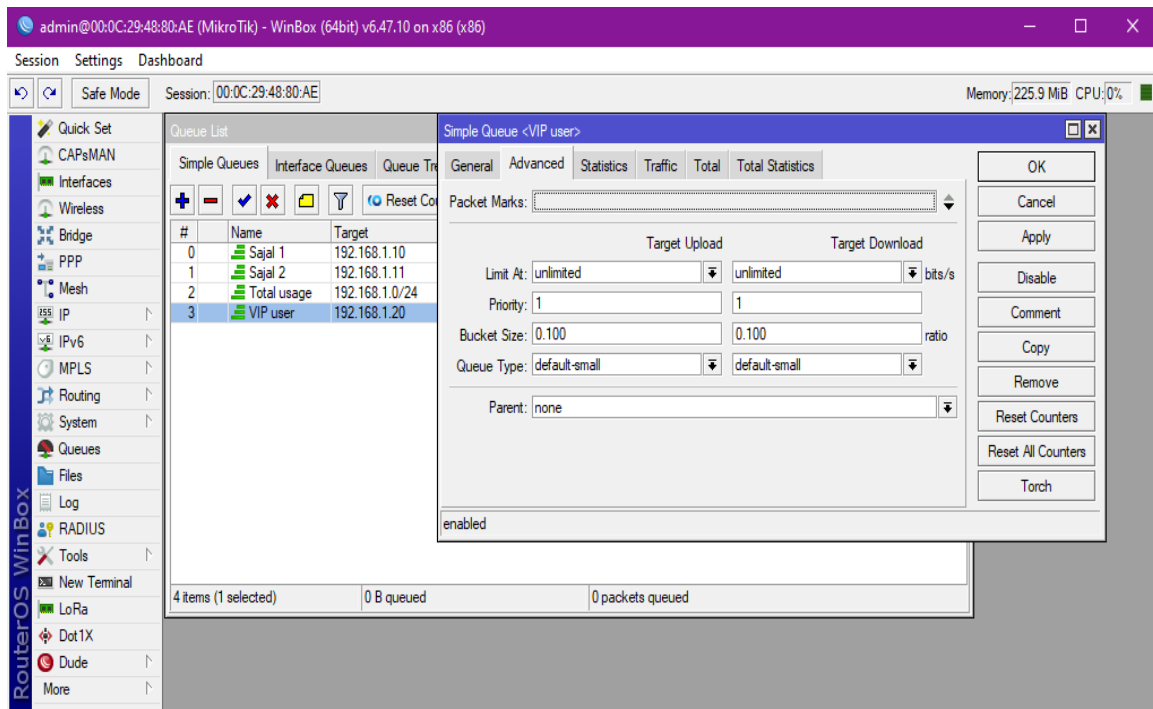 admin@00:0C:29:48:80:AE (MikroTik) - WinBox (64bit) v6.47.10 on x86 (x86)
Session Settings Dashboard
Safe Mode Session: 00:0C:29:48:80:AE Memory: 225.9 MiB CPU: 0%
Quick Set
CAPsMAN
Interfaces
Wireless
Bridge
PPP
Mesh
IP
IPv6
MPLS
Routing
System
Queues
Files
Log
RADIUS
Tools
New Terminal
LoRa
Dot1X
Dude
More
RouterOS WinBox
Queue List
Simple Queues Interface Queues Queue Tre
Reset Cou
# Name Target
0 Sajal 1 192.168.1.10
1 Sajal 2 192.168.1.11
2 Total usage 192.168.1.0/24
3 VIP user 192.168.1.20
4 items (1 selected) 0 B queued 0 packets queued
Simple Queue <VIP user>
General Advanced Statistics Traffic Total Total Statistics
Packet Marks:
Target Upload Target Download
Limit At: unlimited unlimited bits/s
Priority: 1 1
Bucket Size: 0.100 0.100 ratio
Queue Type: default-small default-small
Parent: none
enabled
OK
Cancel
Apply
Disable
Comment
Copy
Remove
Reset Counters
Reset All Counters
Torch